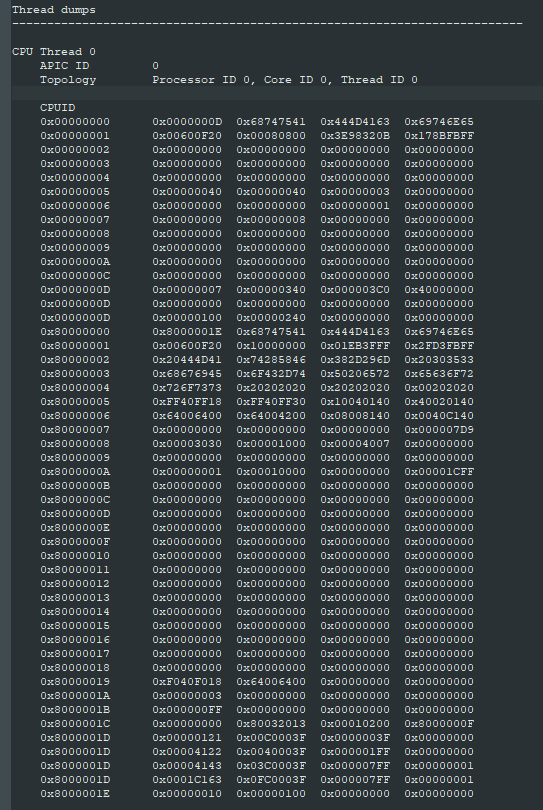 Thread dumps
-------------------------------------------------------------------------
CPU Thread 0
APIC ID 0
Topology Processor ID 0, Core ID 0, Thread ID 0
CPUID
0x00000000 0x0000000D 0x68747541 0x444D4163 0x69746E65
0x00000001 0x00600F20 0x00080800 0x3E98320B 0x178BFBFF
0x00000002 0x00000000 0x00000000 0x00000000 0x00000000
0x00000003 0x00000000 0x00000000 0x00000000 0x00000000
0x00000004 0x00000000 0x00000000 0x00000000 0x00000000
0x00000005 0x00000040 0x00000040 0x00000003 0x00000000
0x00000006 0x00000000 0x00000000 0x00000001 0x00000000
0x00000007 0x00000000 0x00000008 0x00000000 0x00000000
0x00000008 0x00000000 0x00000000 0x00000000 0x00000000
0x00000009 0x00000000 0x00000000 0x00000000 0x00000000
0x0000000A 0x00000000 0x00000000 0x00000000 0x00000000
0x0000000C 0x00000000 0x00000000 0x00000000 0x00000000
0x0000000D 0x00000007 0x00000340 0x000003C0 0x40000000
0x0000000D 0x00000000 0x00000000 0x00000000 0x00000000
0x0000000D 0x00000100 0x00000240 0x00000000 0x00000000
0x80000000 0x8000001E 0x68747541 0x444D4163 0x69746E65
0x80000001 0x00600F20 0x10000000 0x01EB3FFF 0x2FD3FBFF
0x80000002 0x20444D41 0x74285846 0x382D296D 0x20303533
0x80000003 0x68676945 0x6F432D74 0x50206572 0x65636F72
0x80000004 0x726F7373 0x20202020 0x20202020 0x00202020
0x80000005 0xFF40FF18 0xFF40FF30 0x10040140 0x40020140
0x80000006 0x64006400 0x64004200 0x08008140 0x0040C140
0x80000007 0x00000000 0x00000000 0x00000000 0x000007D9
0x80000008 0x00003030 0x00001000 0x00004007 0x00000000
0x80000009 0x00000000 0x00000000 0x00000000 0x00000000
0x8000000A 0x00000001 0x00010000 0x00000000 0x00001CFF
0x8000000B 0x00000000 0x00000000 0x00000000 0x00000000
0x8000000C 0x00000000 0x00000000 0x00000000 0x00000000
0x8000000D 0x00000000 0x00000000 0x00000000 0x00000000
0x8000000E 0x00000000 0x00000000 0x00000000 0x00000000
0x8000000F 0x00000000 0x00000000 0x00000000 0x00000000
0x80000010 0x00000000 0x00000000 0x00000000 0x00000000
0x80000011 0x00000000 0x00000000 0x00000000 0x00000000
0x80000012 0x00000000 0x00000000 0x00000000 0x00000000
0x80000013 0x00000000 0x00000000 0x00000000 0x00000000
0x80000014 0x00000000 0x00000000 0x00000000 0x00000000
0x80000015 0x00000000 0x00000000 0x00000000 0x00000000
0x80000016 0x00000000 0x00000000 0x00000000 0x00000000
0x80000017 0x00000000 0x00000000 0x00000000 0x00000000
0x80000018 0x00000000 0x00000000 0x00000000 0x00000000
0x80000019 0xF040F018 0x64006400 0x00000000 0x00000000
0x8000001A 0x00000003 0x00000000 0x00000000 0x00000000
0x8000001B 0x000000FF 0x00000000 0x00000000 0x00000000
0x8000001C 0x00000000 0x80032013 0x00010200 0x8000000F
0x8000001D 0x00000121 0x00C0003F 0x0000003F 0x00000000
0x8000001D 0x00004122 0x0040003F 0x000001FF 0x00000000
0x8000001D 0x00004143 0x03C0003F 0x000007FF 0x00000001
0x8000001D 0x0001C163 0x0FC0003F 0x000007FF 0x00000001
0x8000001E 0x00000010 0x00000100 0x00000000 0x00000000